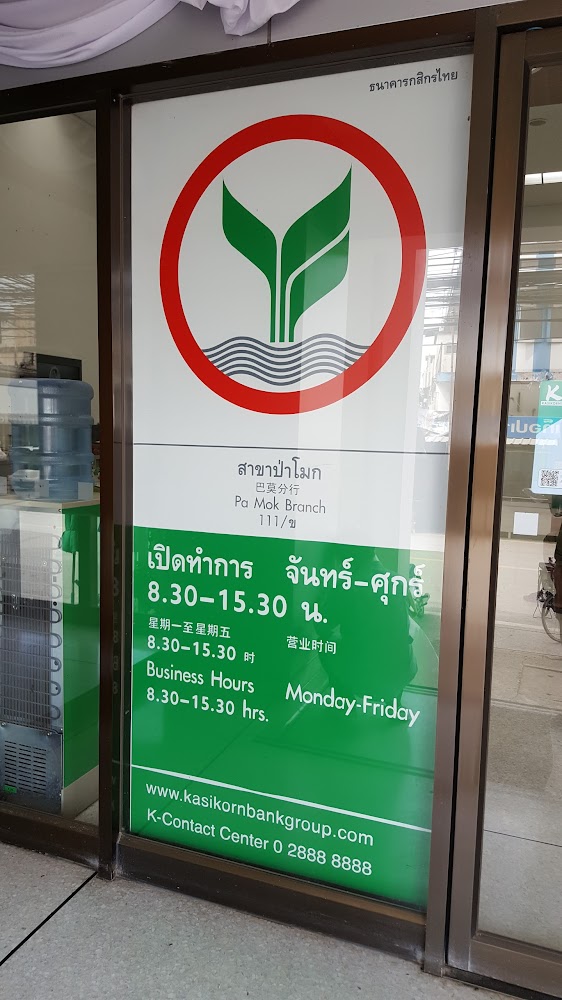 ธนาคารกสิกรไทย
สาขาป่าโมก
巴莫分行
Pa Mok Branch
111/ข
เปิดทำการ จันทร์-ศุกร์
8.30-15.30 น.
星期一至星期五 营业时间
8.30-15.30 时
Business Hours Monday-Friday
8.30-15.30 hrs.
www.kasikornbankgroup.com
K-Contact Center 0 2888 8888
K